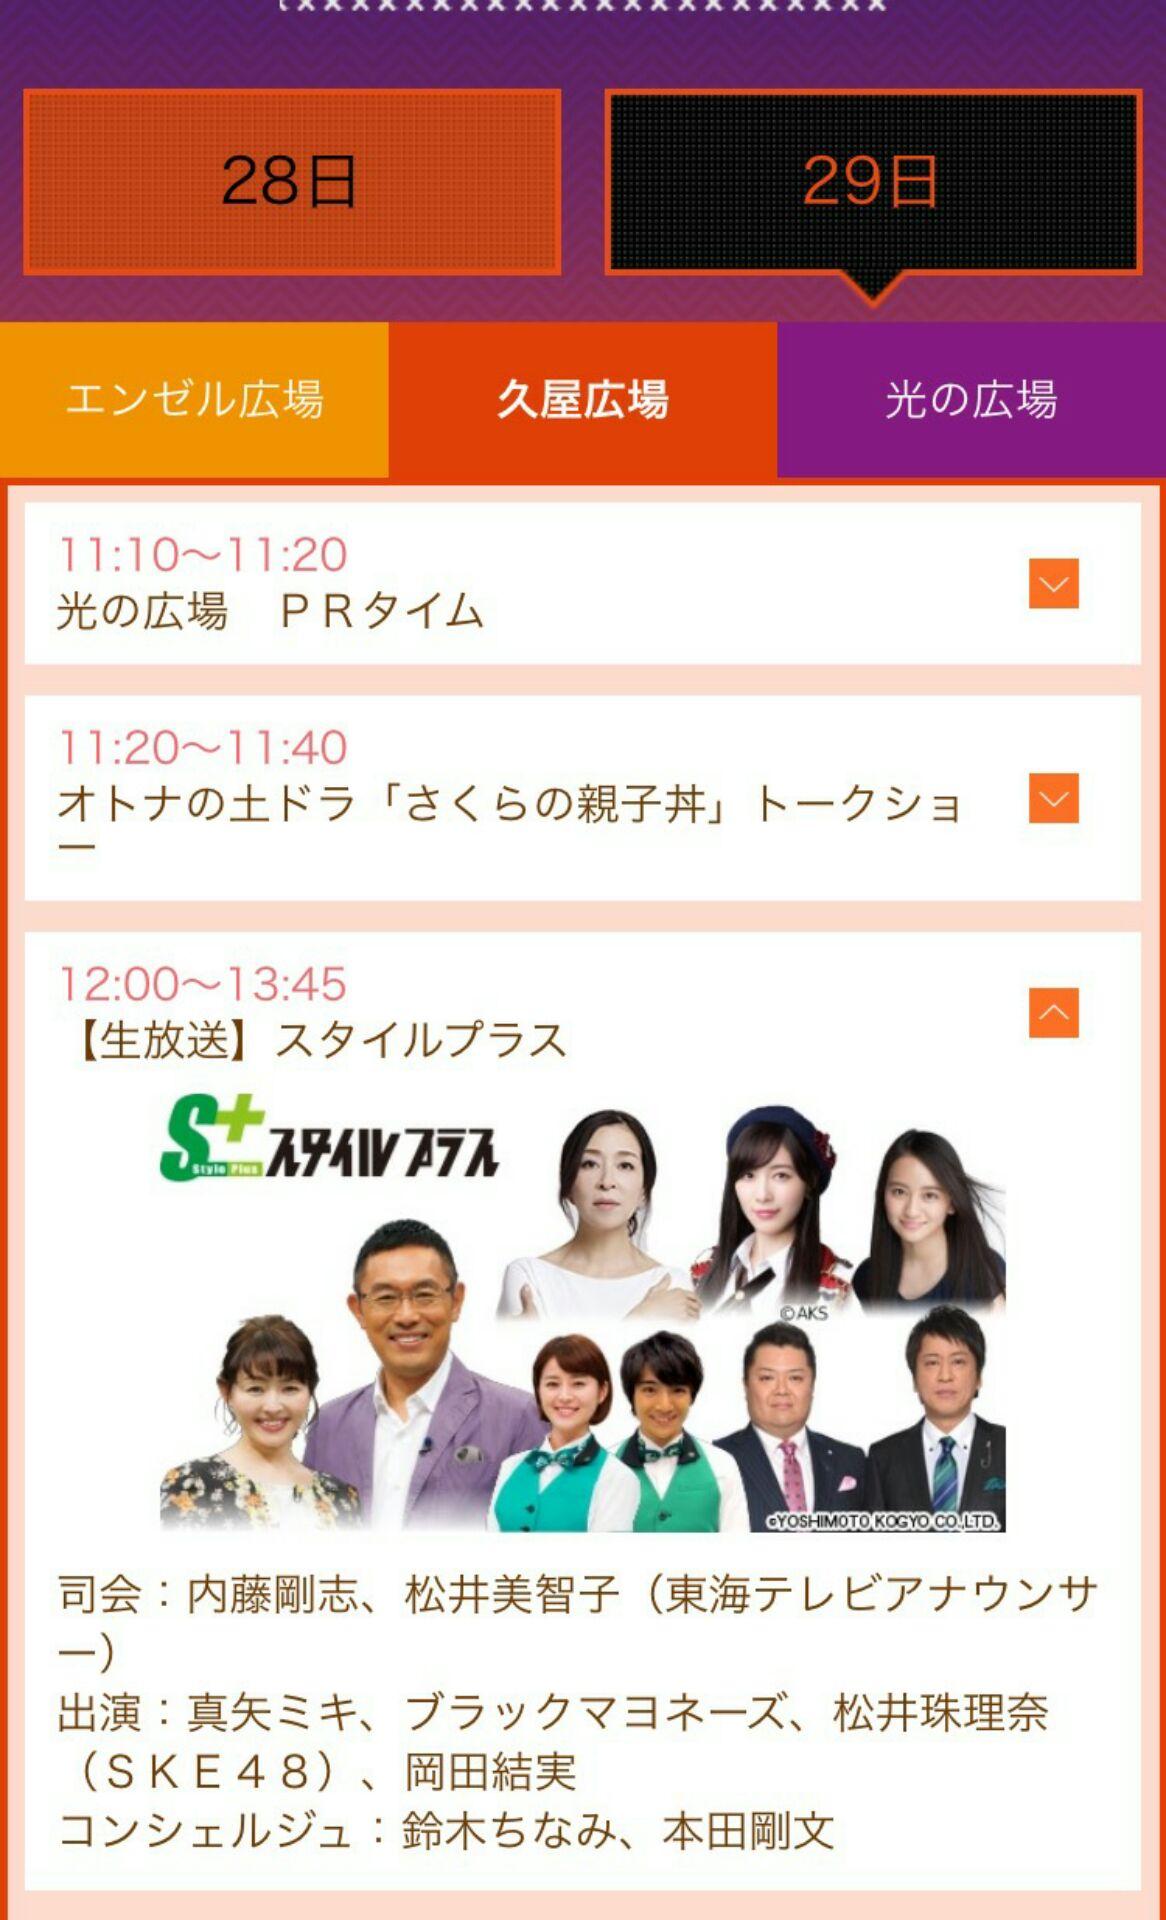 28日
29日
エンゼル広場
久屋広場
光の広場
11:10〜11:20
光の広場　ＰＲタイム
11:20〜11:40
オトナの土ドラ「さくらの親子丼」トークショ
ー
12:00〜13:45
【生放送】スタイルプラス
S+ スタイルプラス
Style Plus
©AKS
©YOSHIMOTO KOGYO CO.,LTD.
司会：内藤剛志、松井美智子（東海テレビアナウンサ
ー）
出演：真矢ミキ、ブラックマヨネーズ、松井珠理奈
（ＳＫＥ４８）、岡田結実
コンシェルジュ：鈴木ちなみ、本田剛文